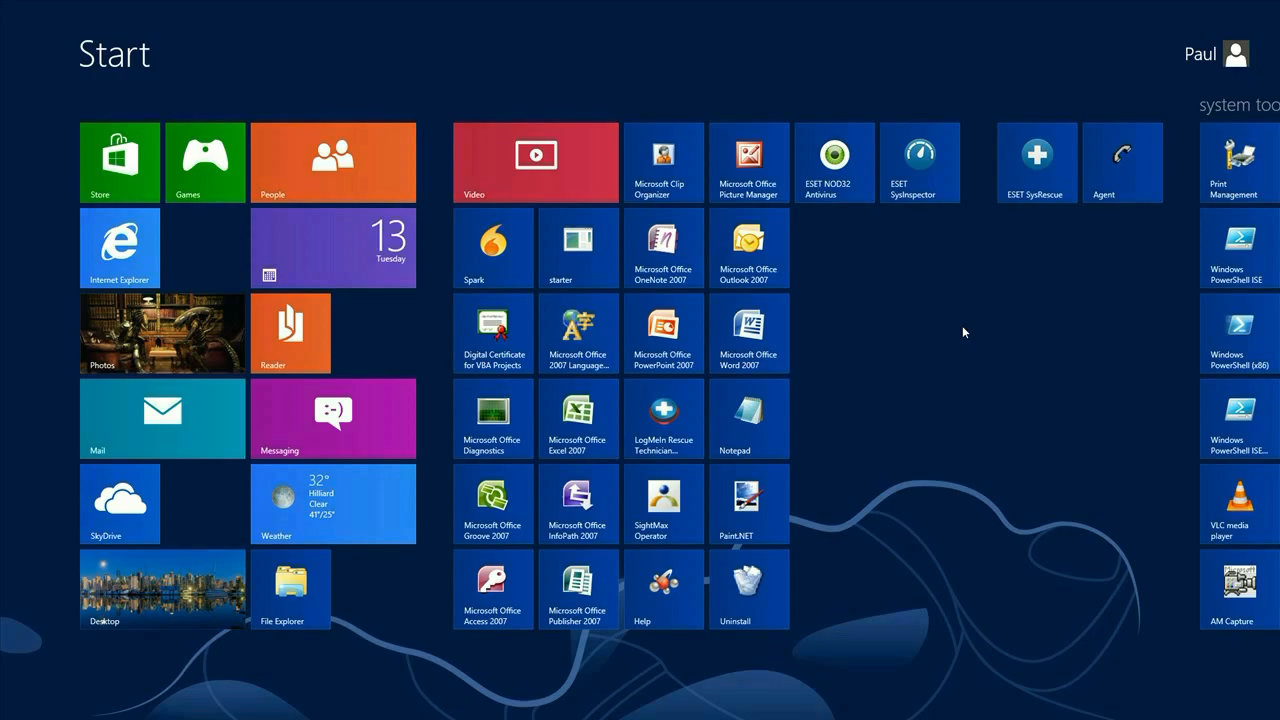 Start
Paul
system too
Store
Games
People
Video
Microsoft Clip
Organizer
Microsoft Office
Picture Manager
ESET NOD32
Antivirus
ESET
SysInspector
ESET SysRescue
Agent
Print
Management
Internet Explorer
13
Tuesday
Spark
starter
Microsoft Office
OneNote 2007
Microsoft Office
Outlook 2007
Windows
PowerShell ISE
Photos
Reader
Digital Certificate
for VBA Projects
Microsoft Office
2007 Language...
Microsoft Office
PowerPoint 2007
Microsoft Office
Word 2007
Windows
PowerShell (x86)
Mail
:-)
Messaging
Microsoft Office
Diagnostics
Microsoft Office
Excel 2007
LogMeIn Rescue
Technician...
Notepad
Windows
PowerShell ISE...
SkyDrive
32°
Hilliard
Clear
41°/25°
Weather
Microsoft Office
Groove 2007
Microsoft Office
InfoPath 2007
SightMax
Operator
Paint.NET
VLC media
player
Desktop
File Explorer
Microsoft Office
Access 2007
Microsoft Office
Publisher 2007
Help
Uninstall
Microsoft
AM Capture